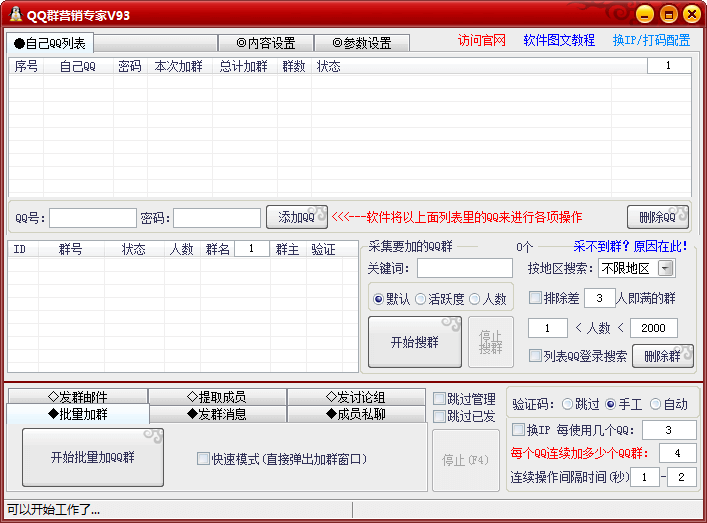 QQ群营销专家V93
●自己QQ列表 ◎内容设置 ◎参数设置 访问官网 软件图文教程 换IP/打码配置
序号 自己QQ 密码 本次加群 总计加群 群数 状态 1
QQ号: 密码: 添加QQ <<<---软件将以上面列表里的QQ来进行各项操作 删除QQ
ID 群号 状态 人数 群名 1 群主 验证
采集要加的QQ群 0个 采不到群？原因在此！
关键词: 按地区搜索: 不限地区
默认 活跃度 人数 排除差 3 人即满的群
开始搜群 停止搜群 1 < 人数 < 2000
列表QQ登录搜索 删除群
◇发群邮件 ◇提取成员 ◇发讨论组 跳过管理
◆批量加群 ◆发群消息 ◆成员私聊 跳过已发
验证码: 跳过 手工 自动
换IP 每使用几个QQ: 3
开始批量加QQ群 快速模式(直接弹出加群窗口) 停止(F4)
每个QQ连续加多少个QQ群: 4
连续操作间隔时间(秒) 1 - 2
可以开始工作了...